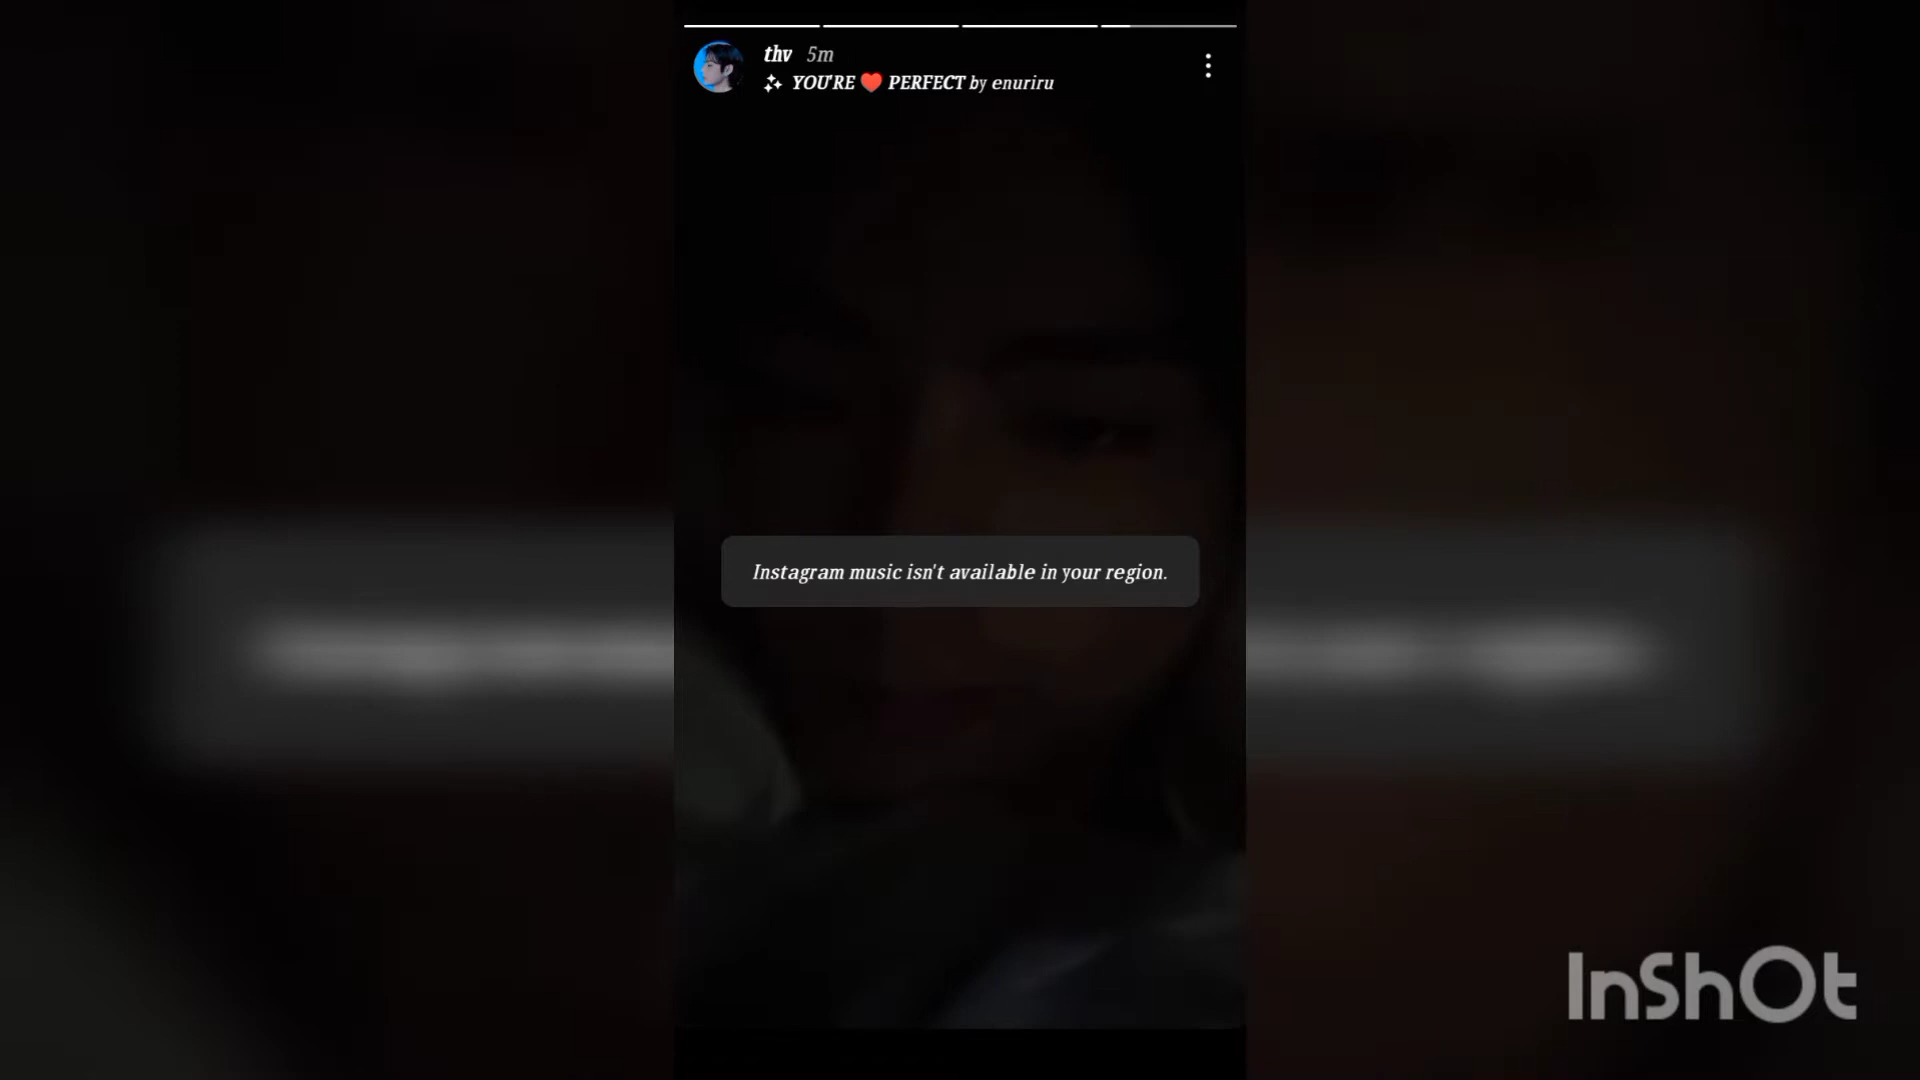 thv 5m
YOU'RE ❤️ PERFECT by enuriru
Instagram music isn't available in your region.
InShOt